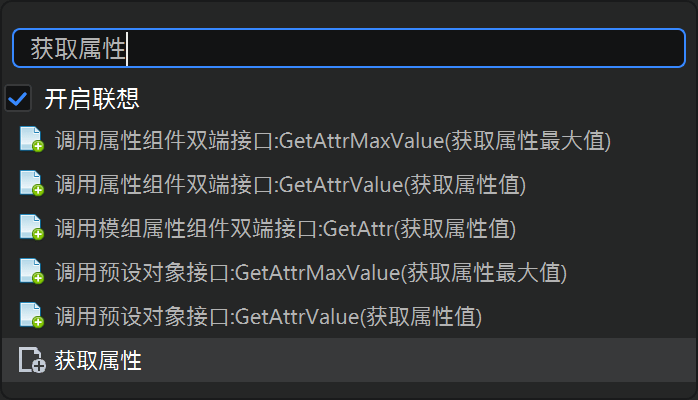 获取属性
开启联想
调用属性组件双端接口:GetAttrMaxValue(获取属性最大值)
调用属性组件双端接口:GetAttrValue(获取属性值)
调用模组属性组件双端接口:GetAttr(获取属性值)
调用预设对象接口:GetAttrMaxValue(获取属性最大值)
调用预设对象接口:GetAttrValue(获取属性值)
获取属性